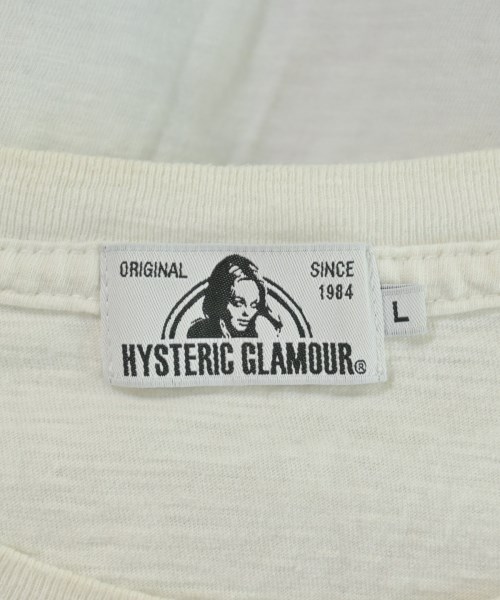 ORIGINAL SINCE
1984
HYSTERIC GLAMOUR®
L